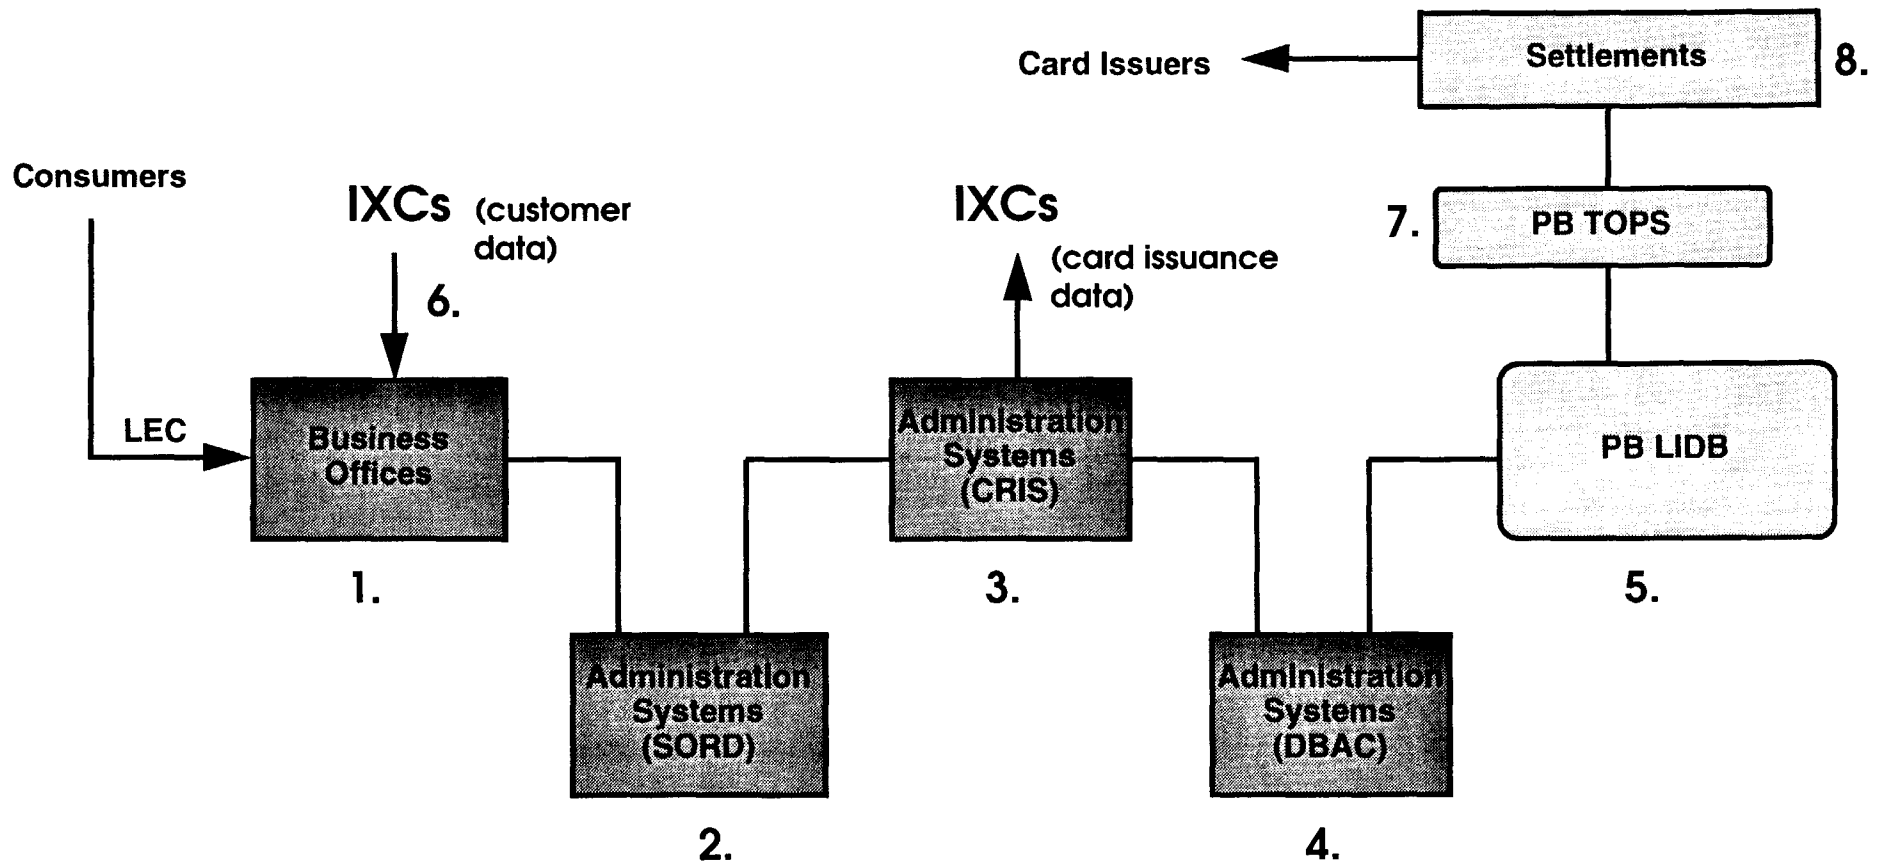 Card Issuers
Settlements
8.
Consumers
IXCs (customer
data)
6.
IXCs
(card issuance
data)
7.
PB TOPS
LEC
Business
Offices
1.
Administration
Systems
(CRIS)
3.
PB LIDB
5.
Administration
Systems
(SORD)
2.
Administration
Systems
(DBAC)
4.